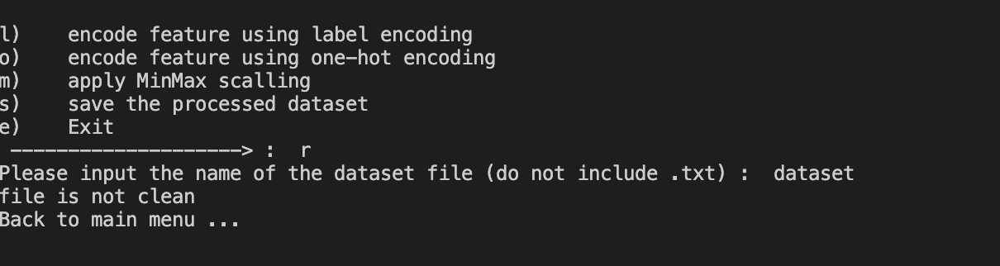 l) encode feature using label encoding
o) encode feature using one-hot encoding
m) apply MinMax scalling
s) save the processed dataset
e) Exit
--------------------> : r
Please input the name of the dataset file (do not include .txt) : dataset
file is not clean
Back to main menu ...